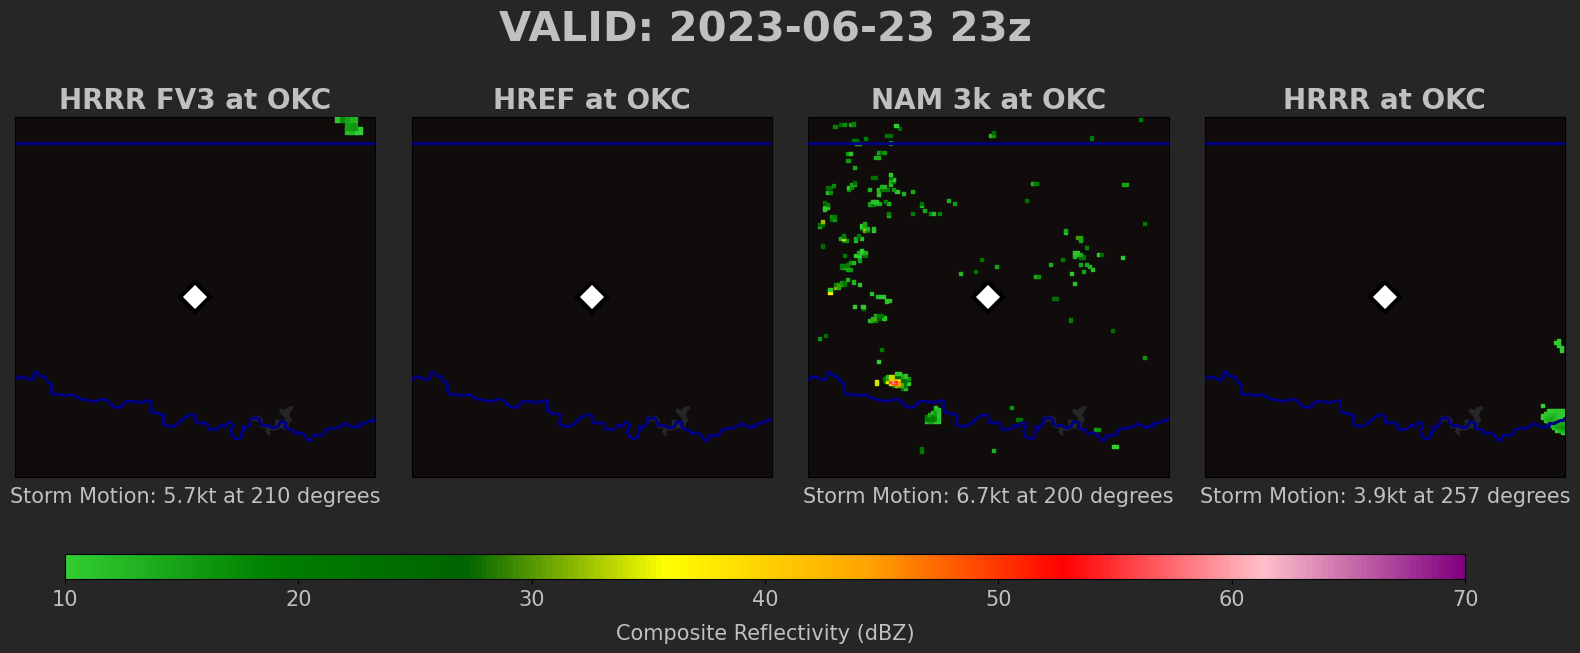 VALID: 2023-06-23 23z
HRRR FV3 at OKC
HREF at OKC
NAM 3k at OKC
HRRR at OKC
Storm Motion: 5.7kt at 210 degrees
Storm Motion: 6.7kt at 200 degrees
Storm Motion: 3.9kt at 257 degrees
10 20 30 40 50 60 70
Composite Reflectivity (dBZ)